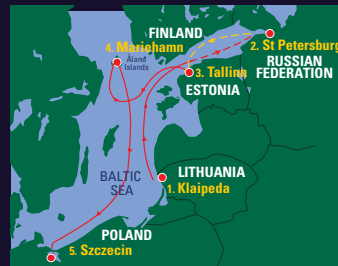 FINLAND
4. Mariehamn
Åland
Islands
2. St Petersburg
RUSSIAN
FEDERATION
3. Tallinn
ESTONIA
LITHUANIA
1. Klaipeda
BALTIC
SEA
POLAND
5. Szczecin